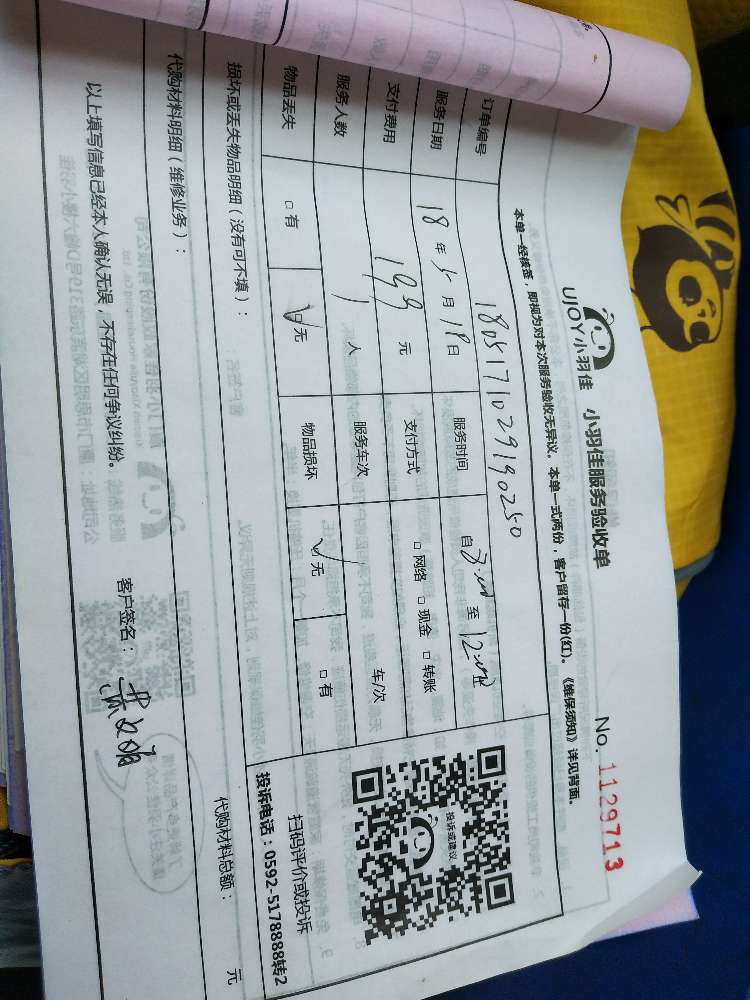 UJOY小羽佳 小羽佳服务验收单
No. 1129713
本单一经核签，即视为对本次服务验收无异议。本单一式两份，客户留存一份(红)。《维保须知》详见背面。
订单编号 1805171029190250
服务日期 18年5月18日 服务时间 自 8:00 至 12:00
支付费用 199 元 支付方式 □网络 □现金 □转账
服务人数 1 人 服务车次 车/次
物品丢失 □有 □无 物品损坏 □无 □有
损坏或丢失物品明细（没有可不填）：
投诉或建议
扫码评价或投诉
投诉电话：0592-5178888转2
代购材料明细（维修业务）： 代购材料总额： 元
以上填写信息已经本人确认无误，不存在任何争议纠纷。 客户签名：